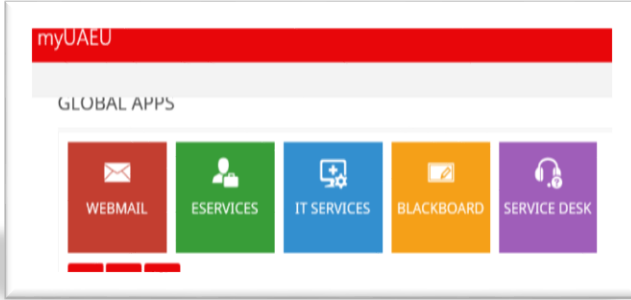 myUAEU
GLOBAL APPS
WEBMAIL
ESERVICES
IT SERVICES
BLACKBOARD
SERVICE DESK